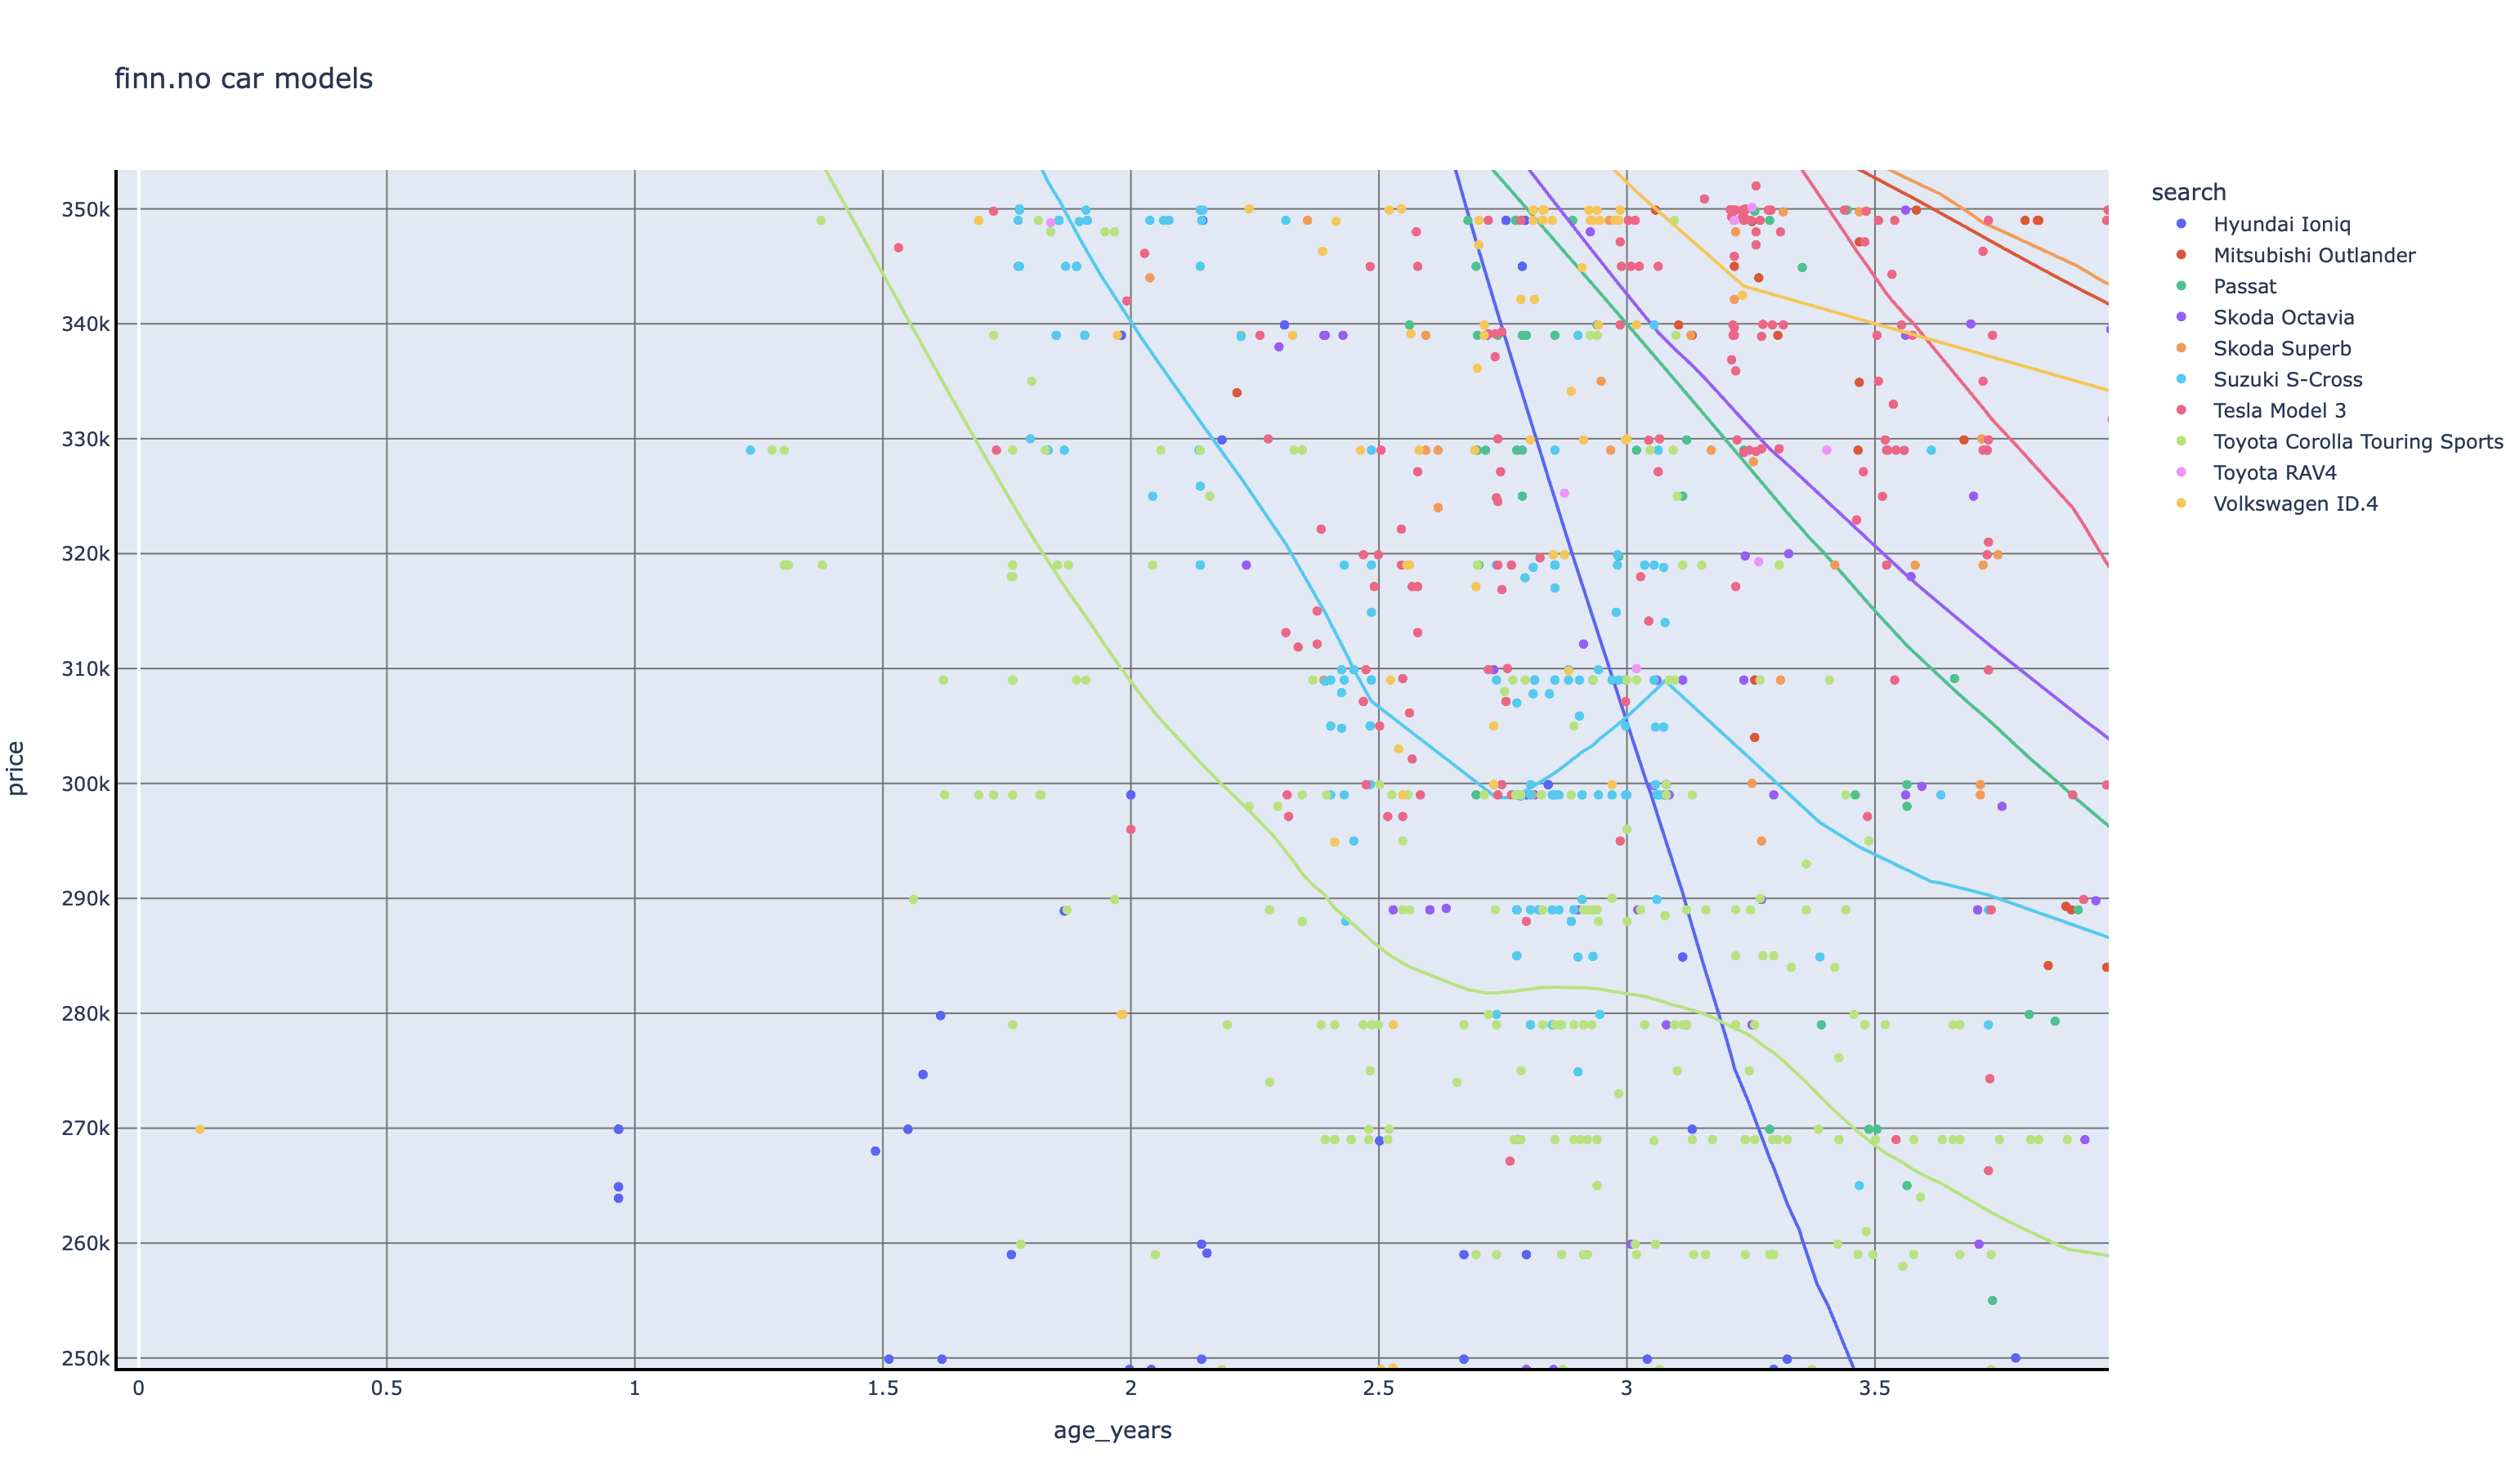 finn.no car models
search
Hyundai Ioniq
Mitsubishi Outlander
Passat
Skoda Octavia
Skoda Superb
Suzuki S-Cross
Tesla Model 3
Toyota Corolla Touring Sports
Toyota RAV4
Volkswagen ID.4
price
350k
340k
330k
320k
310k
300k
290k
280k
270k
260k
250k
0 0.5 1 1.5 2 2.5 3 3.5
age_years